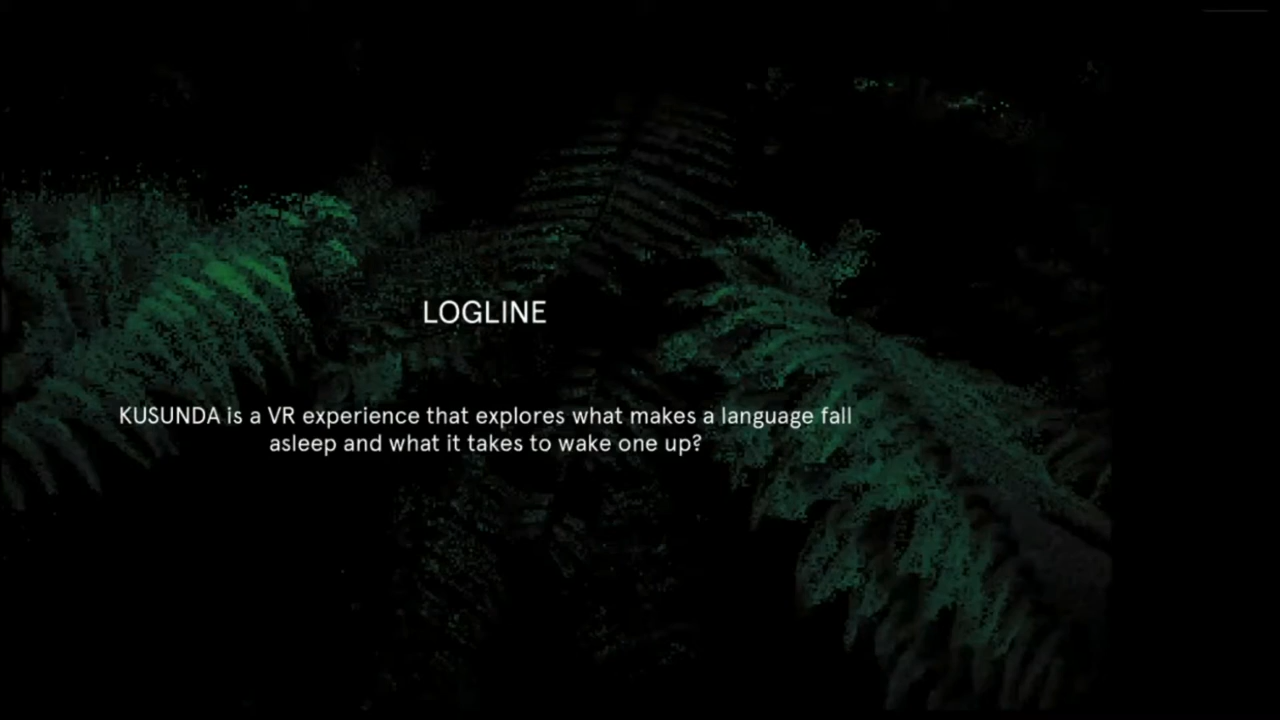 LOGLINE
KUSUNDA is a VR experience that explores what makes a language fall
asleep and what it takes to wake one up?